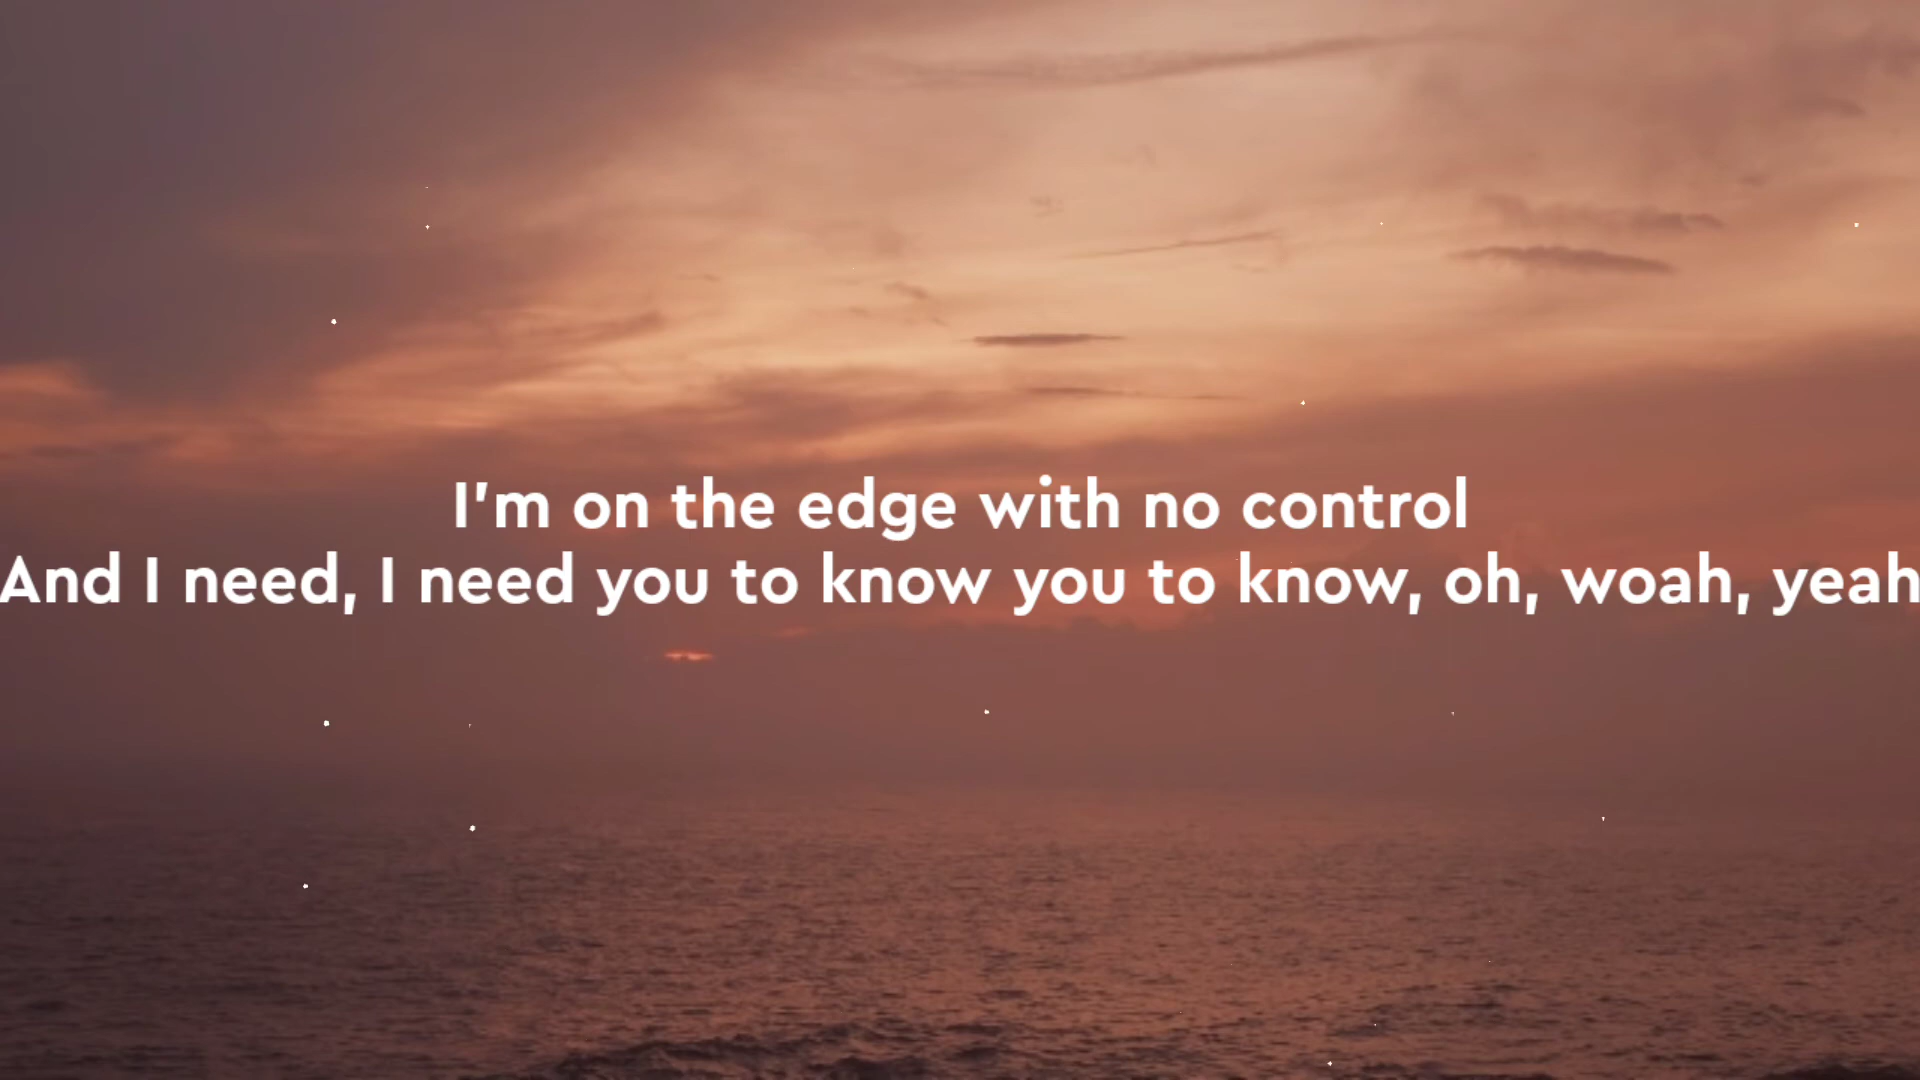 I'm on the edge with no control
And I need, I need you to know you to know, oh, woah, yeah